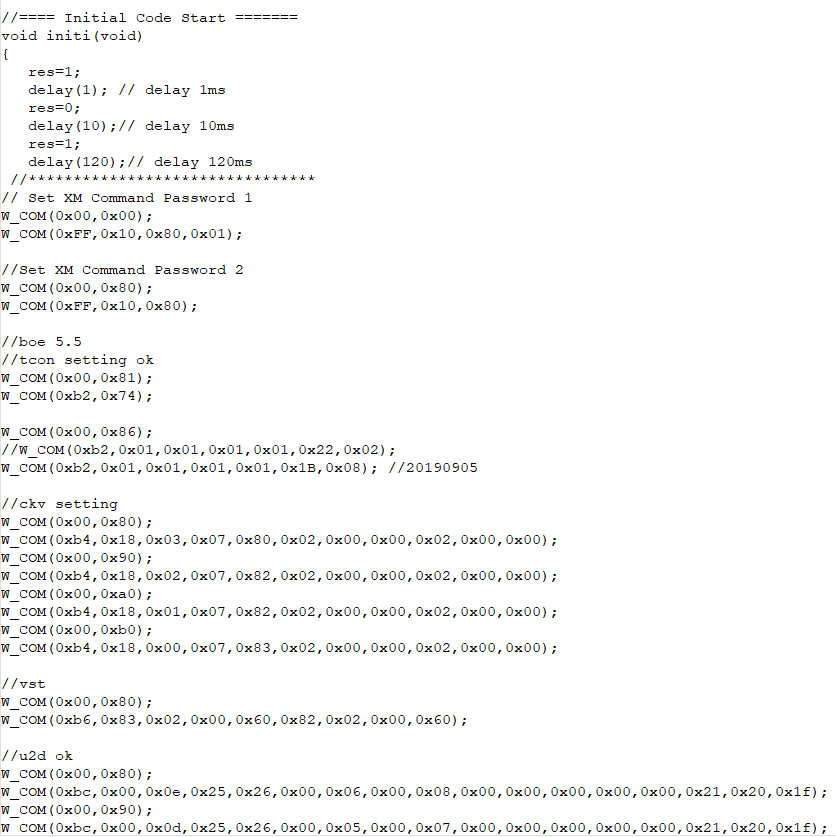 //==== Initial Code Start =======
void initi(void)
{
   res=1;
   delay(1); // delay 1ms
   res=0;
   delay(10);// delay 10ms
   res=1;
   delay(120);// delay 120ms
 //********************************
// Set XM Command Password 1
W_COM(0x00,0x00);
W_COM(0xFF,0x10,0x80,0x01);

//Set XM Command Password 2
W_COM(0x00,0x80);
W_COM(0xFF,0x10,0x80);

//boe 5.5
//tcon setting ok
W_COM(0x00,0x81);
W_COM(0xb2,0x74);

W_COM(0x00,0x86);
//W_COM(0xb2,0x01,0x01,0x01,0x01,0x22,0x02);
W_COM(0xb2,0x01,0x01,0x01,0x01,0x1B,0x08); //20190905

//ckv setting
W_COM(0x00,0x80);
W_COM(0xb4,0x18,0x03,0x07,0x80,0x02,0x00,0x00,0x02,0x00,0x00);
W_COM(0x00,0x90);
W_COM(0xb4,0x18,0x02,0x07,0x82,0x02,0x00,0x00,0x02,0x00,0x00);
W_COM(0x00,0xa0);
W_COM(0xb4,0x18,0x01,0x07,0x82,0x02,0x00,0x00,0x02,0x00,0x00);
W_COM(0x00,0xb0);
W_COM(0xb4,0x18,0x00,0x07,0x83,0x02,0x00,0x00,0x02,0x00,0x00);

//vst
W_COM(0x00,0x80);
W_COM(0xb6,0x83,0x02,0x00,0x60,0x82,0x02,0x00,0x60);

//u2d ok
W_COM(0x00,0x80);
W_COM(0xbc,0x00,0x0e,0x25,0x26,0x00,0x06,0x00,0x08,0x00,0x00,0x00,0x00,0x00,0x21,0x20,0x1f);
W_COM(0x00,0x90);
W_COM(0xbc,0x00,0x0d,0x25,0x26,0x00,0x05,0x00,0x07,0x00,0x00,0x00,0x00,0x00,0x21,0x20,0x1f);